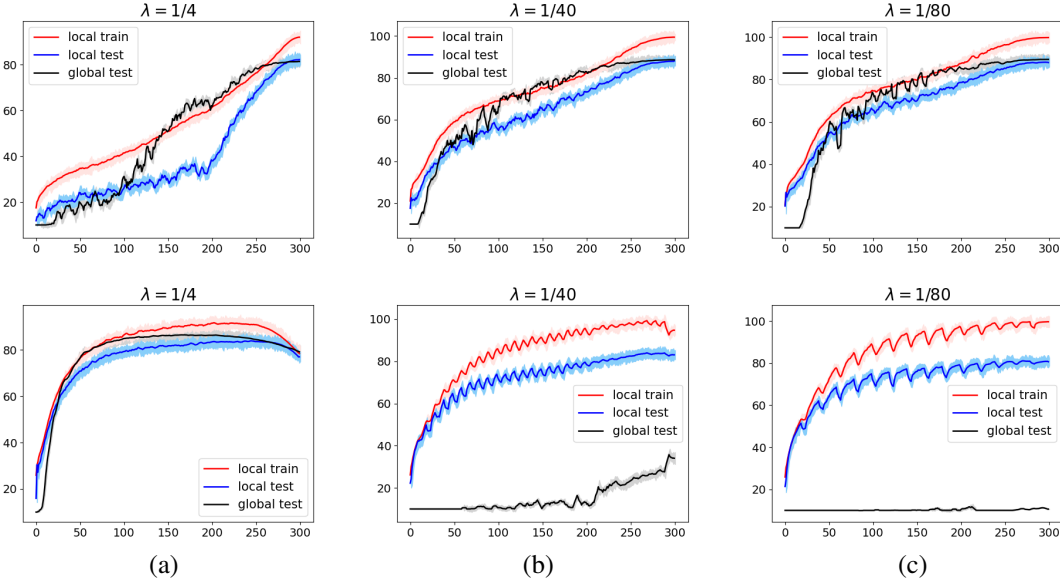 λ = 1/4
λ = 1/40
λ = 1/80
local train
local test
global test
80
60
40
20
0 50 100 150 200 250 300
local train
local test
global test
100
80
60
40
20
0 50 100 150 200 250 300
local train
local test
global test
100
80
60
40
20
0 50 100 150 200 250 300
λ = 1/4
λ = 1/40
λ = 1/80
80
60
40
20
local train
local test
global test
0 50 100 150 200 250 300
100
80
60
40
20
local train
local test
global test
0 50 100 150 200 250 300
100
80
60
40
20
local train
local test
global test
0 50 100 150 200 250 300
(a)
(b)
(c)